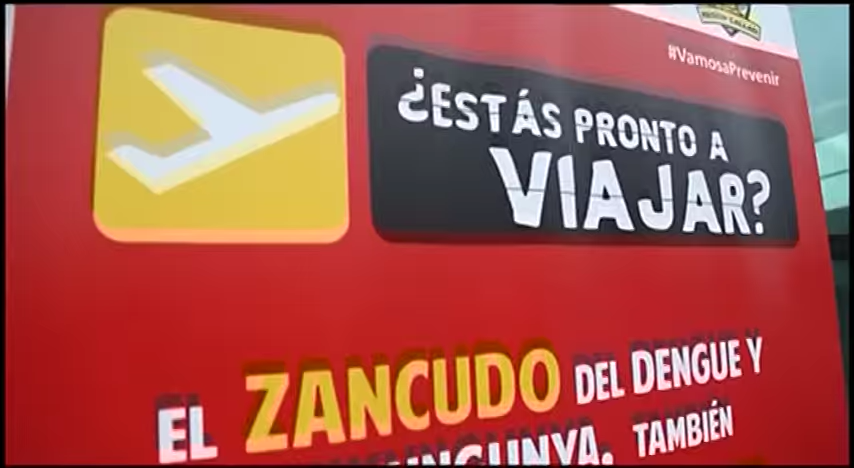 #VamosaPrevenir
¿ESTÁS PRONTO A
VIAJAR?
EL ZANCUDO DEL DENGUE Y
TAMBIÉN